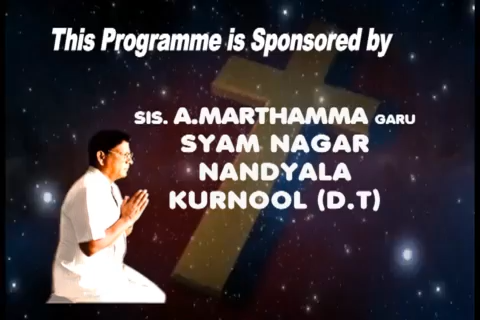 This Programme is Sponsored by
SIS. A.MARTHAMMA GARU
SYAM NAGAR
NANDYALA
KURNOOL (D.T)